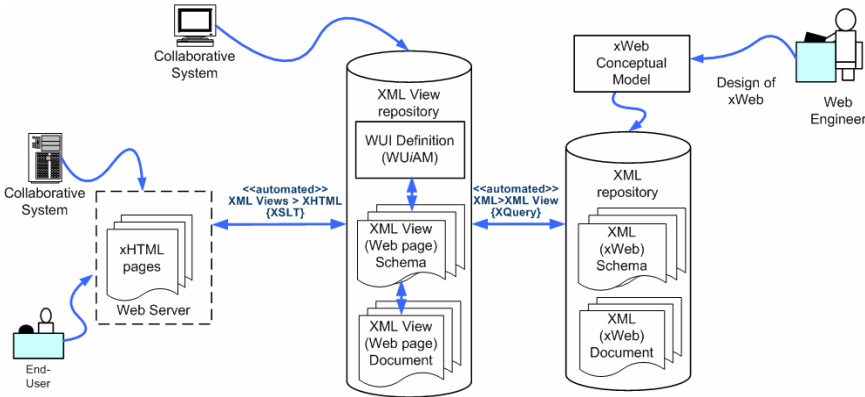 Collaborative
System
XML View
repository
WUI Definition
(WU/AM)
XML View
(Web page)
Schema
XML View
(Web page)
Document
xWeb
Conceptual
Model
Design of
xWeb
Web
Engineer
Collaborative
System
xHTML
pages
Web Server
End-
User
<<automated>>
XML Views > XHTML
{XSLT}
<<automated>>
XML>XML View
{XQuery}
XML
repository
XML
(xWeb)
Schema
XML
(xWeb)
Document